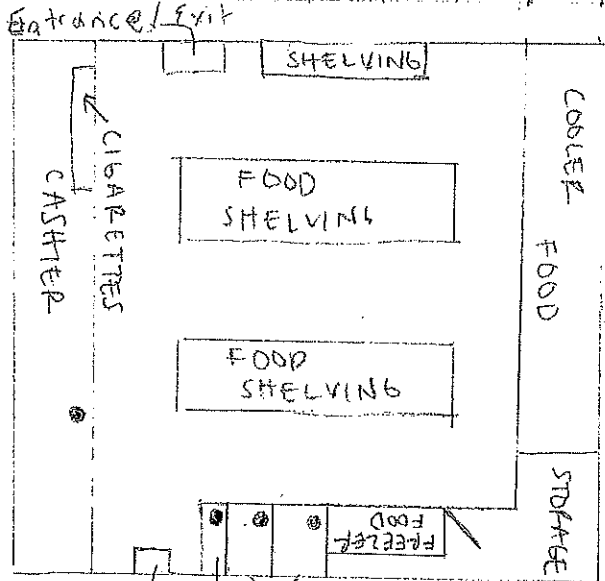 Entrance/Exit
SHELVING
COOLER
FOOD
CIGARETTES
CASHIER
FOOD
SHELVING
FOOD
SHELVING
STORAGE
FREEZER
FOOD